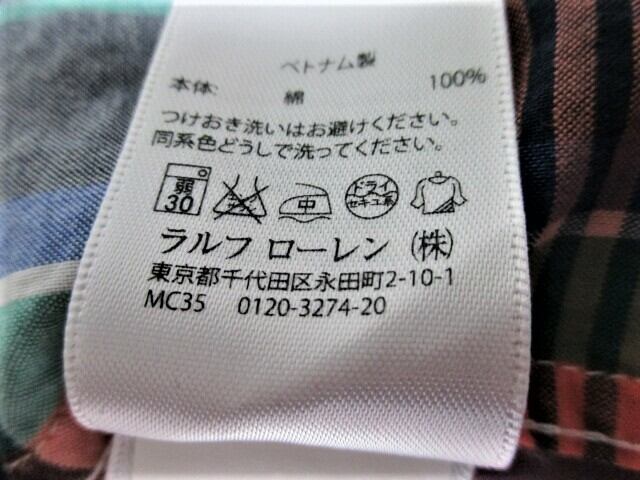 ベトナム製
本体: 綿 100%
つけおき洗いはお避けください。
同系色どうしで洗ってください。
弱 30 中 ドライ セキユ系
ラルフ ローレン (株)
東京都千代田区永田町2-10-1
MC35 0120-3274-20